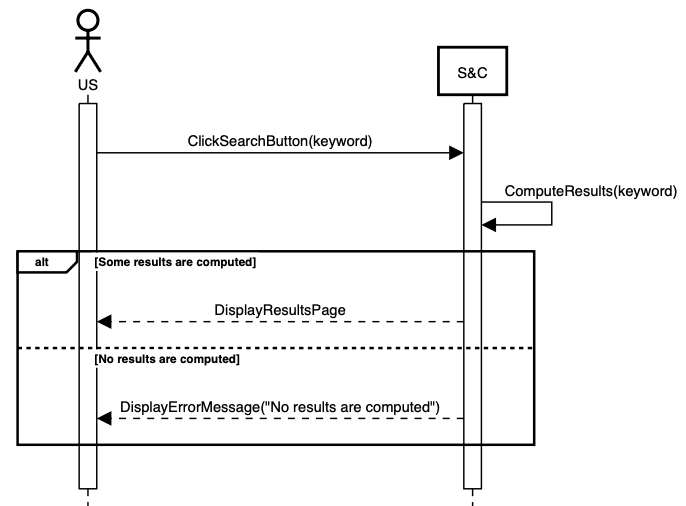 US
S&C
ClickSearchButton(keyword)
ComputeResults(keyword)
alt
[Some results are computed]
DisplayResultsPage
[No results are computed]
DisplayErrorMessage("No results are computed")